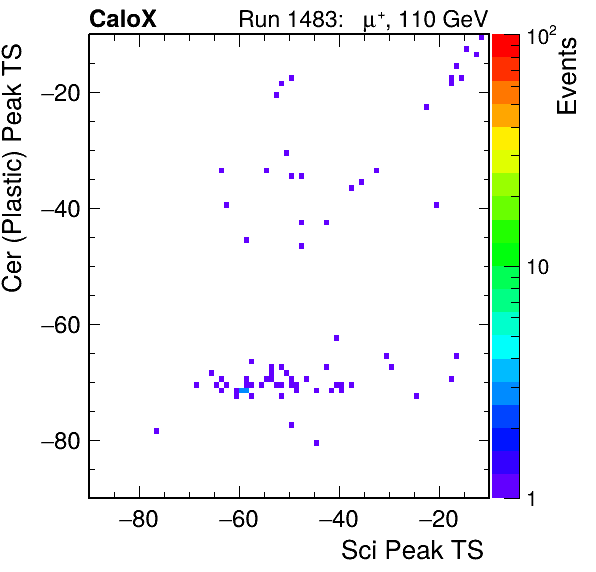 CaloX Run 1483: μ⁺, 110 GeV
Cer (Plastic) Peak TS
−20
−40
−60
−80
−80 −60 −40 −20
Sci Peak TS
10²
10
1
Events